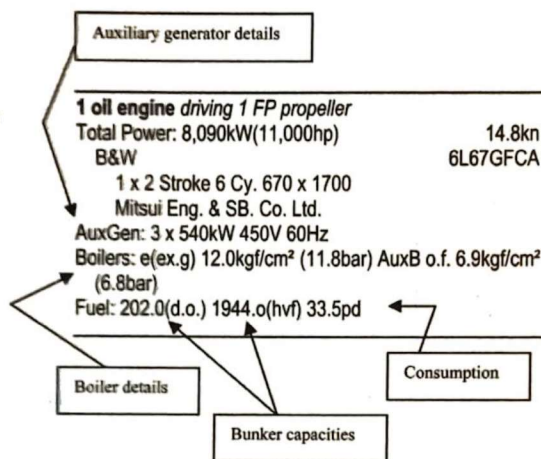 Auxiliary generator details
1 oil engine driving 1 FP propeller
Total Power: 8,090kW(11,000hp) 14.8kn
B&W 6L67GFCA
1 x 2 Stroke 6 Cy. 670 x 1700
Mitsui Eng. & SB. Co. Ltd.
AuxGen: 3 x 540kW 450V 60Hz
Boilers: e(ex.g) 12.0kgf/cm² (11.8bar) AuxB o.f. 6.9kgf/cm²
(6.8bar)
Fuel: 202.0(d.o.) 1944.o(hvf) 33.5pd
Boiler details
Consumption
Bunker capacities